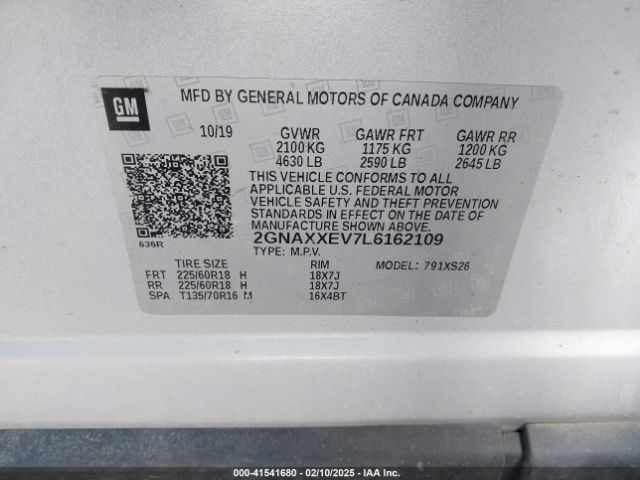 GM
MFD BY GENERAL MOTORS OF CANADA COMPANY
10/19 GVWR GAWR FRT GAWR RR
2100 KG 1175 KG 1200 KG
4630 LB 2590 LB 2645 LB
THIS VEHICLE CONFORMS TO ALL
APPLICABLE U.S. FEDERAL MOTOR
VEHICLE SAFETY AND THEFT PREVENTION
STANDARDS IN EFFECT ON THE DATE OF
MANUFACTURE SHOWN ABOVE.
636R 2GNAXXEV7L6162109
TYPE: M.P.V.
TIRE SIZE RIM MODEL: 791XS26
FRT 225/60R18 H 18X7J
RR 225/60R18 H 18X7J
SPA T135/70R16 M 16X4BT
000-41541680 - 02/10/2025 - IAA, Inc.